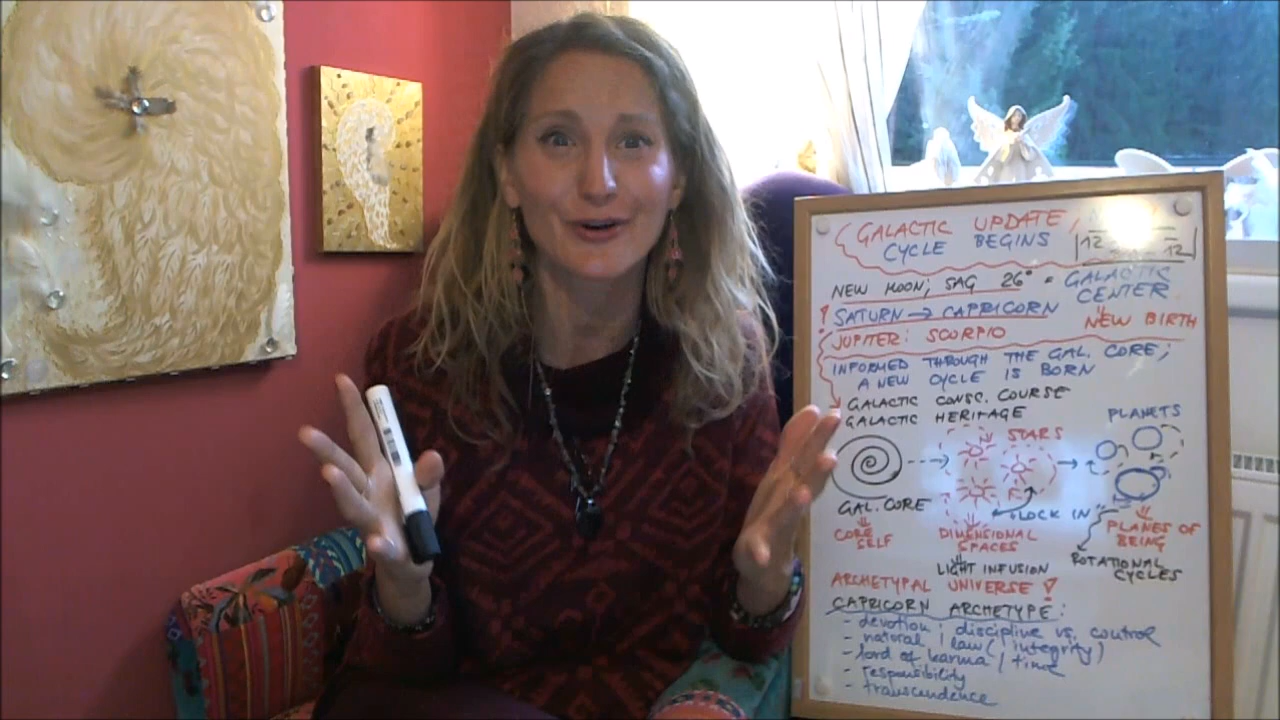 GALACTIC UPDATE,
CYCLE BEGINS
12 12
NEW MOON; SAG 26° = GALACTIC CENTER
! SATURN → CAPRICORN
NEW BIRTH
JUPITER: SCORPIO
INFORMED THROUGH THE GAL. CORE;
A NEW CYCLE IS BORN
GALACTIC CONSC. COURSE
GALACTIC HERITAGE
PLANETS
STARS
GAL. CORE
LOCK IN
CORE SELF
DIMENSIONAL SPACES
PLANES OF BEING
LIGHT INFUSION
ROTATIONAL CYCLES
ARCHETYPAL UNIVERSE !
CAPRICORN ARCHETYPE:
- devotion | discipline vs. control
- natural | law ( integrity )
- lord of karma / time
- responsibility
- transcendence